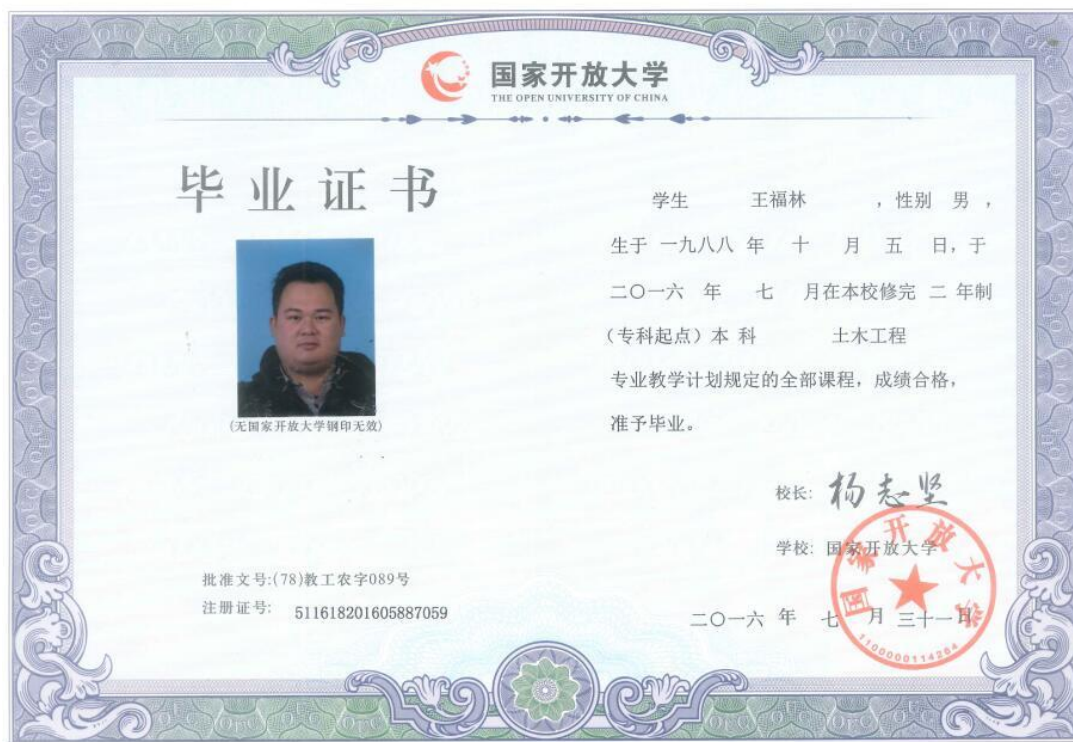 国家开放大学
THE OPEN UNIVERSITY OF CHINA
毕业证书
(无国家开放大学钢印无效)
批准文号:(78)教工农字089号
注册证号: 511618201605887059
学生 王福林 ，性别 男 ，
生于 一九八八 年 十 月 五 日，于
二〇一六 年 七 月在本校修完 二 年制
（专科起点）本 科 土木工程
专业教学计划规定的全部课程，成绩合格，
准予毕业。
校长: 杨志坚
学校: 国家开放大学
二〇一六 年 七 月 三十一日
国家开放大学
1100000114264